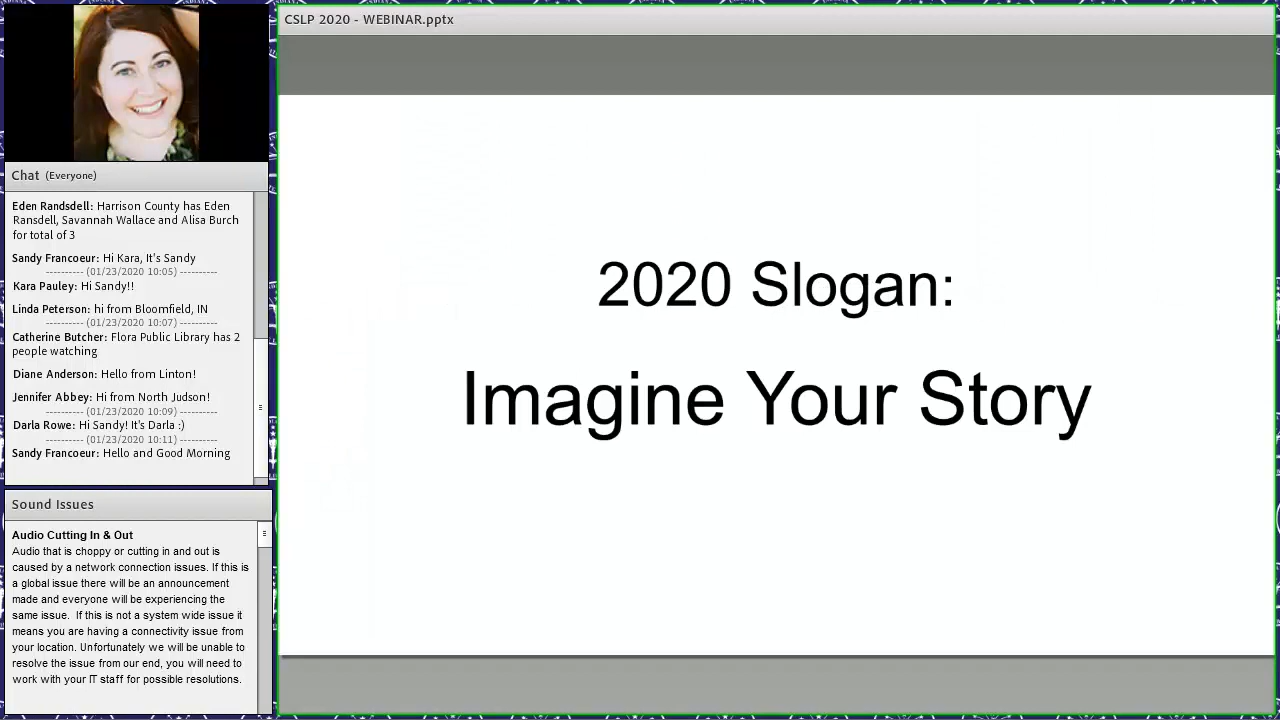 CSLP 2020 - WEBINAR.pptx
2020 Slogan:
Imagine Your Story
Chat (Everyone)
Eden Randsdell: Harrison County has Eden
Ransdell, Savannah Wallace and Alisa Burch
for total of 3
Sandy Francoeur: Hi Kara, It's Sandy
---------- (01/23/2020 10:05) ----------
Kara Pauley: Hi Sandy!!
Linda Peterson: hi from Bloomfield, IN
---------- (01/23/2020 10:07) ----------
Catherine Butcher: Flora Public Library has 2
people watching
Diane Anderson: Hello from Linton!
Jennifer Abbey: Hi from North Judson!
---------- (01/23/2020 10:09) ----------
Darla Rowe: Hi Sandy! It's Darla :)
---------- (01/23/2020 10:11) ----------
Sandy Francoeur: Hello and Good Morning
Sound Issues
Audio Cutting In & Out
Audio that is choppy or cutting in and out is
caused by a network connection issues. If this is
a global issue there will be an announcement
made and everyone will be experiencing the
same issue.  If this is not a system wide issue it
means you are having a connectivity issue from
your location. Unfortunately we will be unable to
resolve the issue from our end, you will need to
work with your IT staff for possible resolutions.